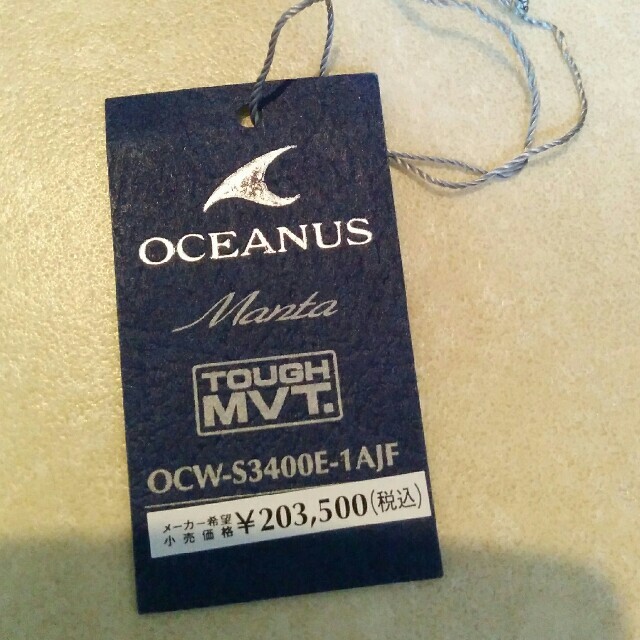 OCEANUS
Manta
TOUGH
MVT.
OCW-S3400E-1AJF
メーカー希望
小売価格 ¥203,500(税込)